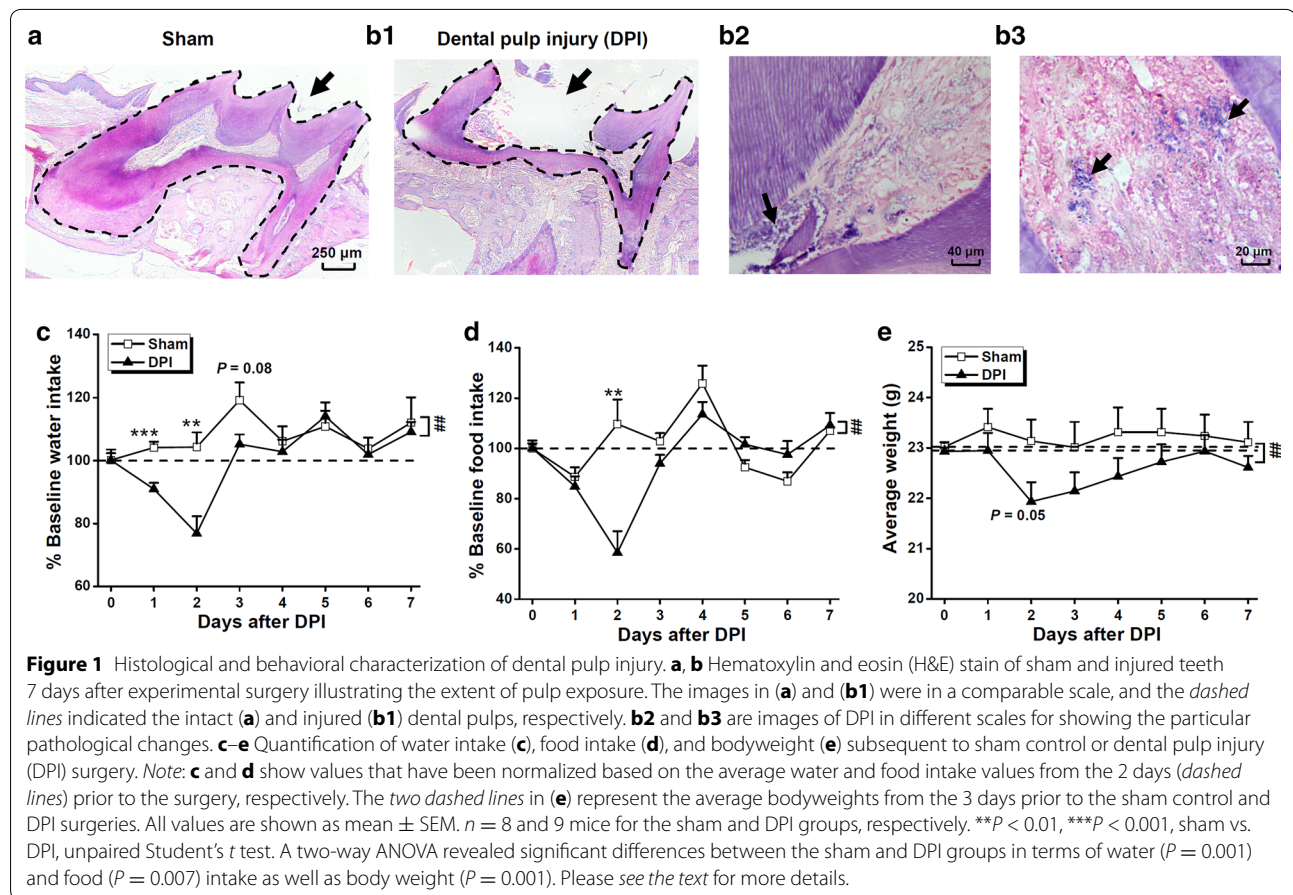 a Sham b1 Dental pulp injury (DPI) b2 b3
250 µm
40 µm
20 µm
c
% Baseline water intake
140
120
100
80
60
Sham
DPI
***
**
P = 0.08
##
0 1 2 3 4 5 6 7
Days after DPI
d
% Baseline food intake
140
120
100
80
60
40
**
##
0 1 2 3 4 5 6 7
Days after DPI
e
Average weight (g)
25
24
23
22
21
20
Sham
DPI
P = 0.05
##
0 1 2 3 4 5 6 7
Days after DPI
Figure 1 Histological and behavioral characterization of dental pulp injury. a, b Hematoxylin and eosin (H&E) stain of sham and injured teeth
7 days after experimental surgery illustrating the extent of pulp exposure. The images in (a) and (b1) were in a comparable scale, and the dashed
lines indicated the intact (a) and injured (b1) dental pulps, respectively. b2 and b3 are images of DPI in different scales for showing the particular
pathological changes. c–e Quantification of water intake (c), food intake (d), and bodyweight (e) subsequent to sham control or dental pulp injury
(DPI) surgery. Note: c and d show values that have been normalized based on the average water and food intake values from the 2 days (dashed
lines) prior to the surgery, respectively. The two dashed lines in (e) represent the average bodyweights from the 3 days prior to the sham control and
DPI surgeries. All values are shown as mean ± SEM. n = 8 and 9 mice for the sham and DPI groups, respectively. **P < 0.01, ***P < 0.001, sham vs.
DPI, unpaired Student's t test. A two-way ANOVA revealed significant differences between the sham and DPI groups in terms of water (P = 0.001)
and food (P = 0.007) intake as well as body weight (P = 0.001). Please see the text for more details.